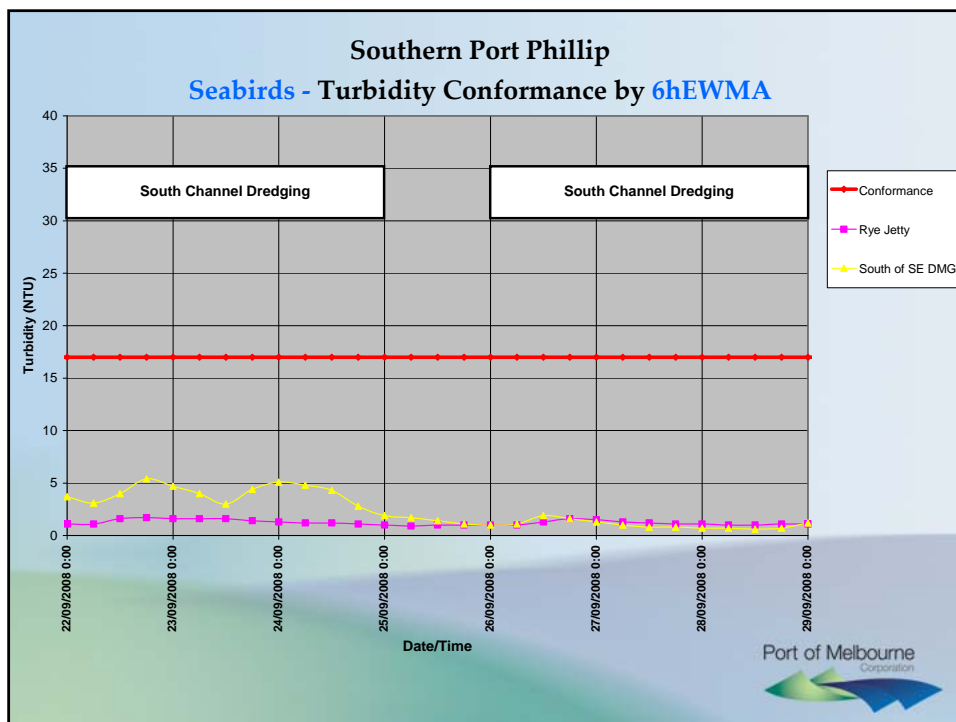 Southern Port Phillip
Seabirds - Turbidity Conformance by 6hEWMA
40
35
30
25
20
15
10
5
0
Turbidity (NTU)
South Channel Dredging
South Channel Dredging
Conformance
Rye Jetty
South of SE DMG
22/09/2008 0:00
23/09/2008 0:00
24/09/2008 0:00
25/09/2008 0:00
26/09/2008 0:00
27/09/2008 0:00
28/09/2008 0:00
29/09/2008 0:00
Date/Time
Port of Melbourne
Corporation